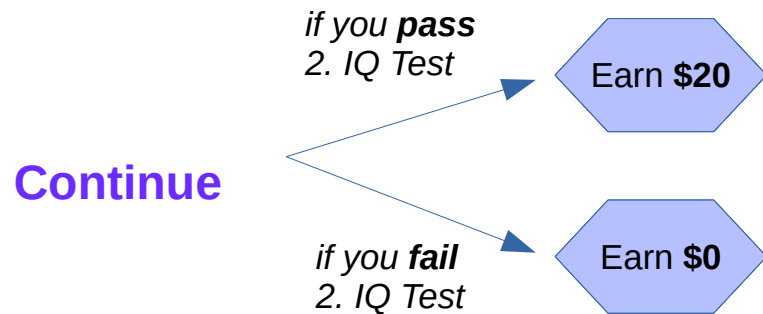 if you pass
2. IQ Test
Earn $20
Continue
if you fail
2. IQ Test
Earn $0